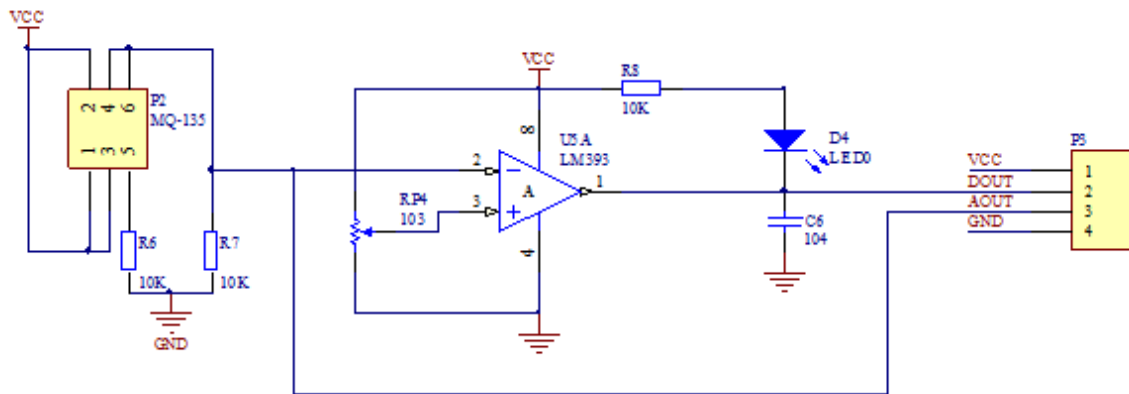 VCC
2 4 6
1 3 5
P2
MQ-135
R6
10K
R7
10K
GND
VCC
R8
10K
8
U5A
LM393
2
1
A
3
4
RP4
103
D4
LED0
C6
104
P5
VCC 1
DOUT 2
AOUT 3
GND 4